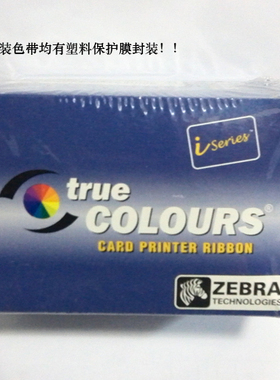 装色带均有塑料保护膜封装！！
i Series™
true
COLOURS®
CARD PRINTER RIBBON
ZEBRA
TECHNOLOGIES